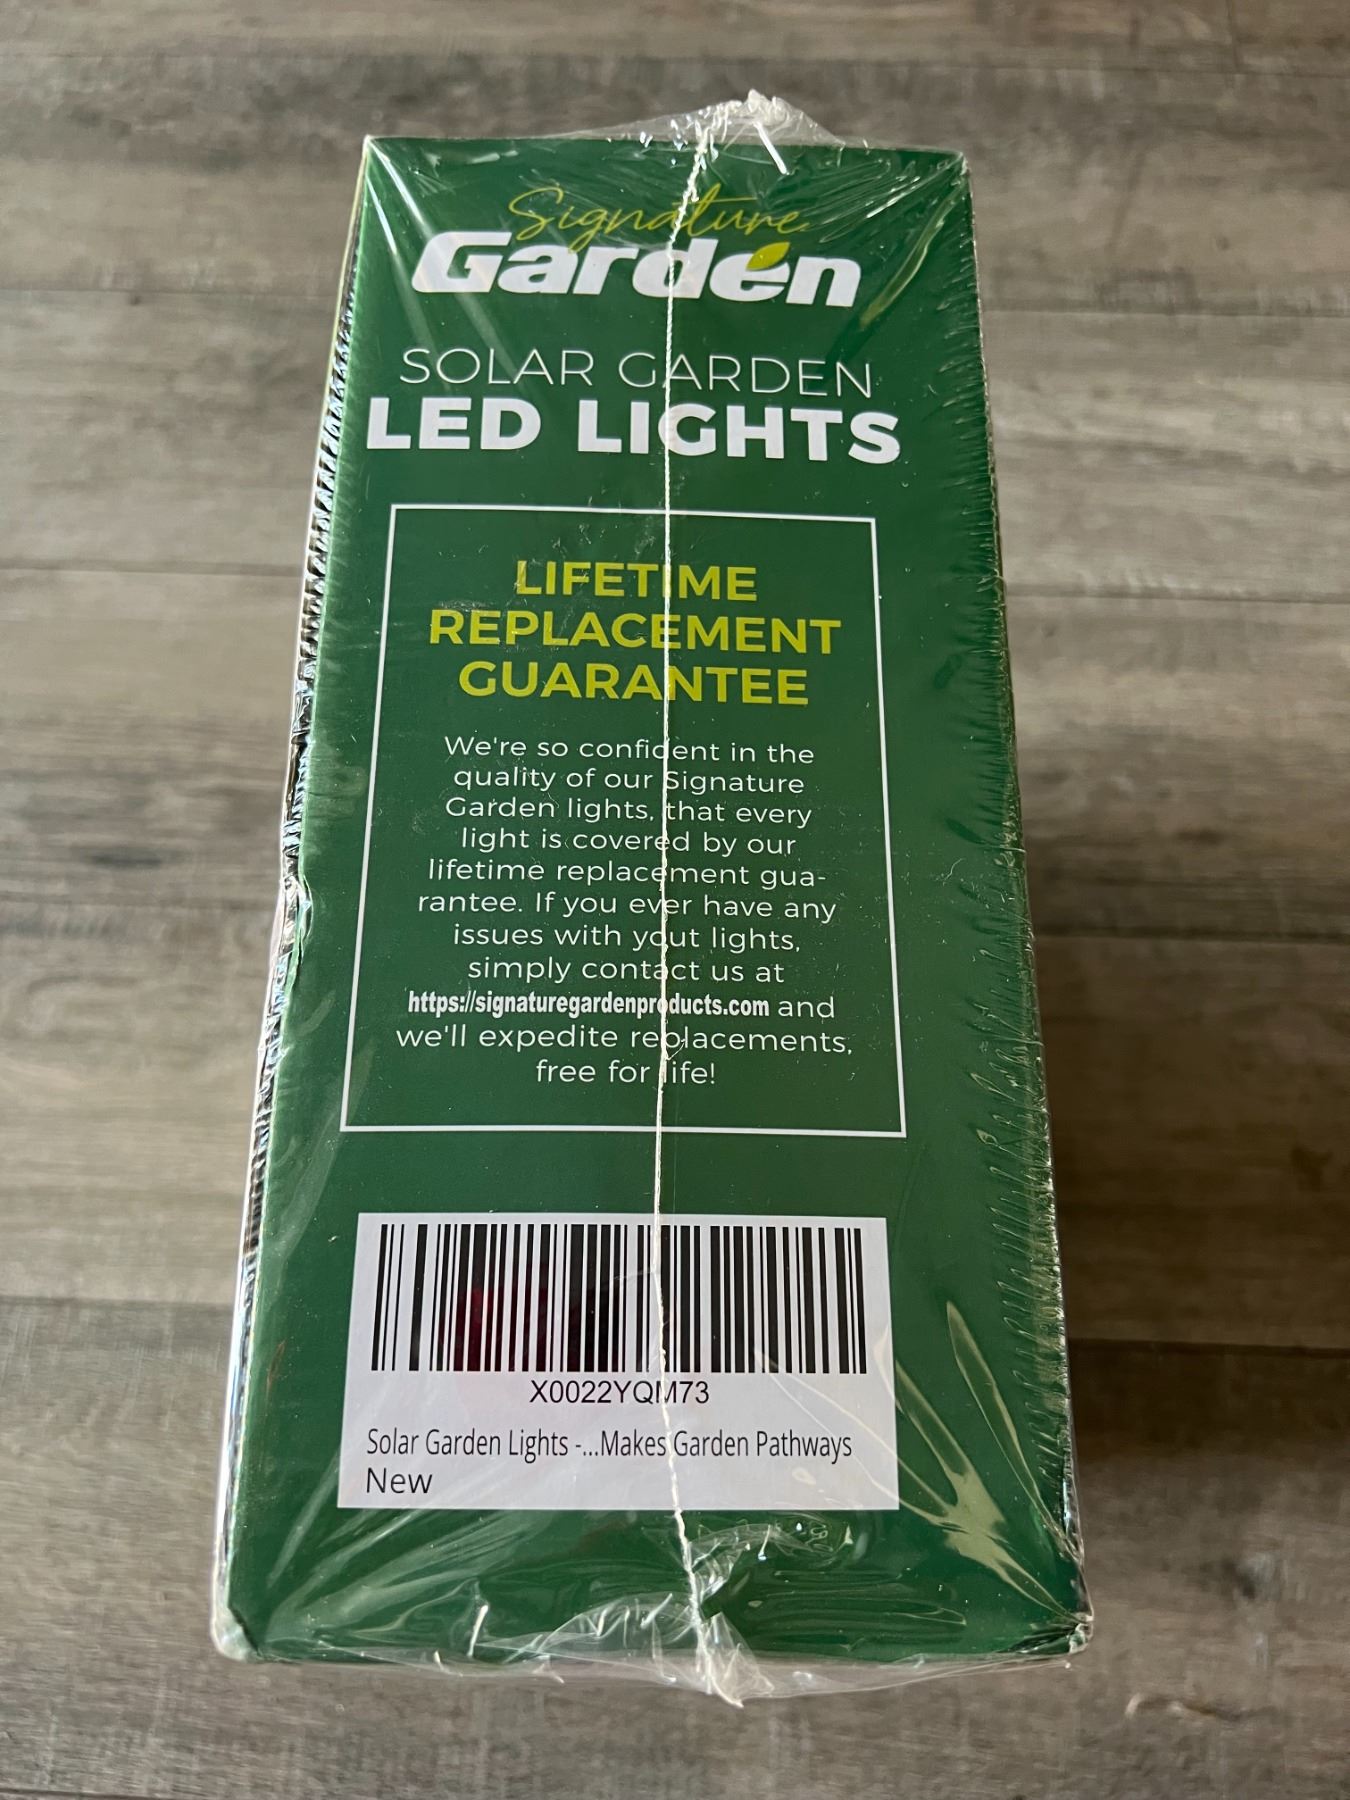 Signature
Garden
SOLAR GARDEN
LED LIGHTS
LIFETIME
REPLACEMENT
GUARANTEE
We're so confident in the
quality of our Signature
Garden lights, that every
light is covered by our
lifetime replacement gua-
rantee. If you ever have any
issues with yout lights,
simply contact us at
https://signaturegardenproducts.com and
we'll expedite replacements,
free for life!
X0022YQM73
Solar Garden Lights -...Makes Garden Pathways
New